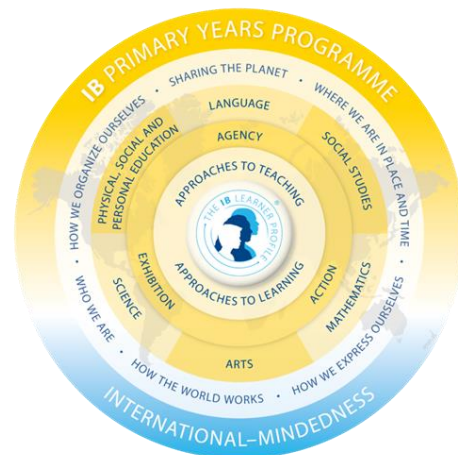 IB PRIMARY YEARS PROGRAMME
SHARING THE PLANET
WHERE WE ARE IN PLACE AND TIME
HOW WE EXPRESS OURSELVES
HOW THE WORLD WORKS
WHO WE ARE
HOW WE ORGANIZE OURSELVES
LANGUAGE
SOCIAL STUDIES
MATHEMATICS
ARTS
SCIENCE
PHYSICAL, SOCIAL AND
PERSONAL EDUCATION
AGENCY
ACTION
EXHIBITION
APPROACHES TO TEACHING
APPROACHES TO LEARNING
THE IB LEARNER PROFILE
®
INTERNATIONAL–MINDEDNESS